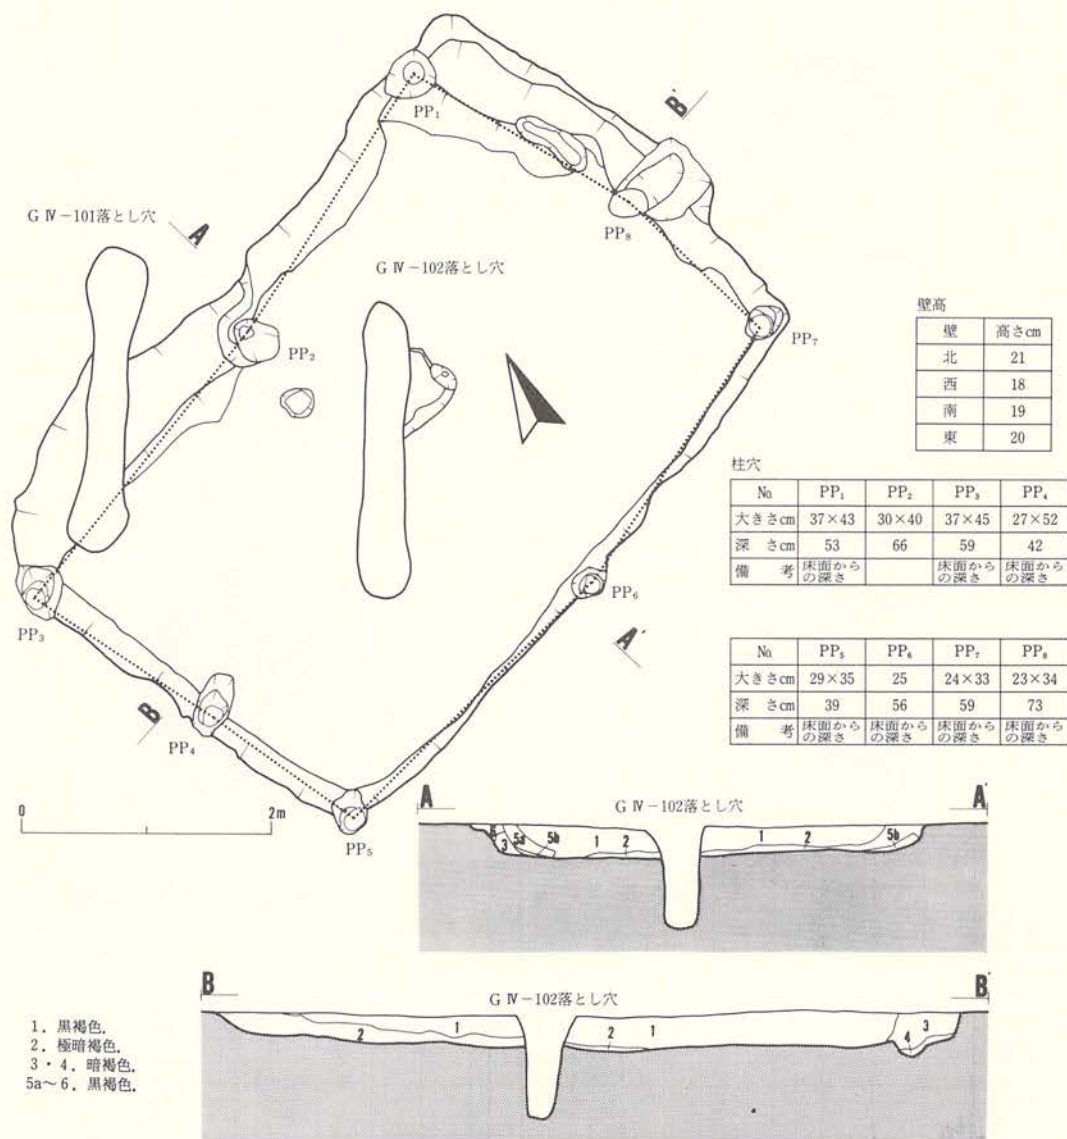 PP₁
B′
G Ⅳ-101落とし穴
A
PP₈
G Ⅳ-102落とし穴
PP₂
PP₇
壁高
壁 高さcm
北 21
西 18
南 19
東 20
柱穴
No. PP₁ PP₂ PP₃ PP₄
大きさcm 37×43 30×40 37×45 27×52
深さcm 53 66 59 42
備考 床面からの深さ 床面からの深さ 床面からの深さ
PP₆
PP₃
A′
No. PP₅ PP₆ PP₇ PP₈
大きさcm 29×35 25 24×33 23×34
深さcm 39 56 59 73
備考 床面からの深さ 床面からの深さ 床面からの深さ 床面からの深さ
B
PP₄
0 2m
PP₅
A G Ⅳ-102落とし穴 A′
6 3 5a 5b 1 2 1 2 5b
B G Ⅳ-102落とし穴 B′
2 1 2 1 4 3
1．黒褐色．
2．極暗褐色．
3・4．暗褐色．
5a～6．黒褐色．